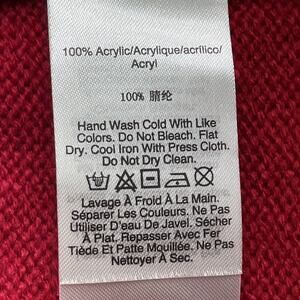 100% Acrylic/Acrylique/acrílico/
Acryl
100% 腈纶
Hand Wash Cold With Like
Colors. Do Not Bleach. Flat
Dry. Cool Iron With Press Cloth.
Do Not Dry Clean.
Lavage À Froid À La Main.
Séparer Les Couleurs. Ne Pas
Utiliser D'eau De Javel. Sécher
À Plat. Repasser Avec Fer
Tiède Et Patte Mouillée. Ne Pas
Nettoyer À Sec.